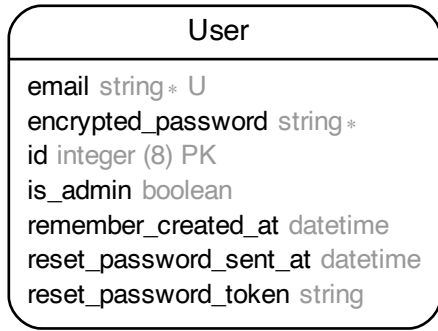 User
email string * U
encrypted_password string *
id integer (8) PK
is_admin boolean
remember_created_at datetime
reset_password_sent_at datetime
reset_password_token string